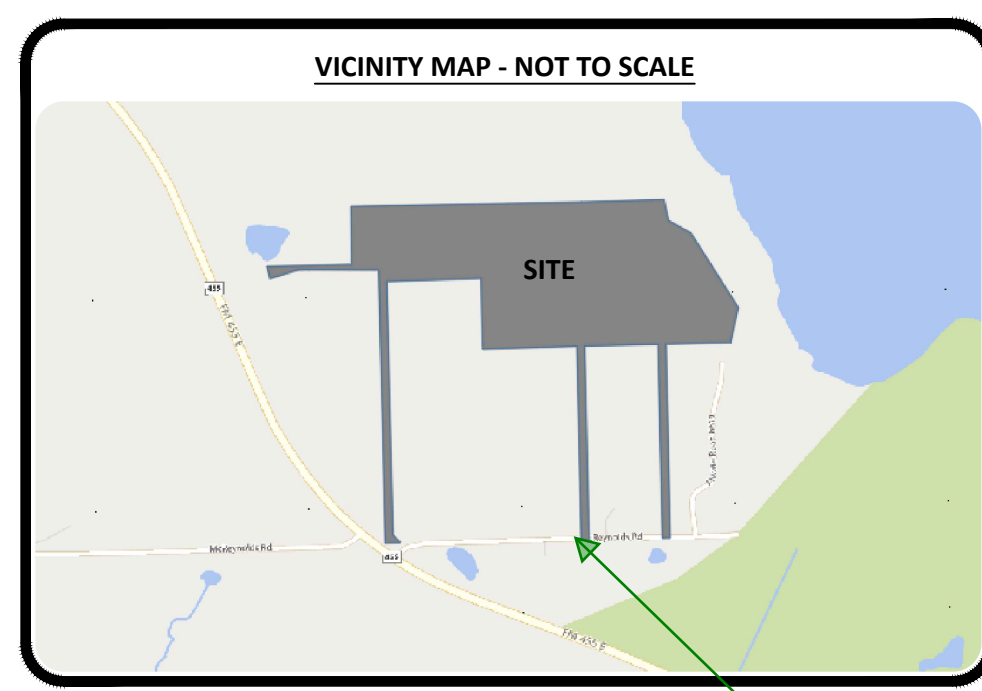 VICINITY MAP - NOT TO SCALE
SITE
455
FM 455 E
McReynolds Rd
Reynolds Rd
455
FM 455 E